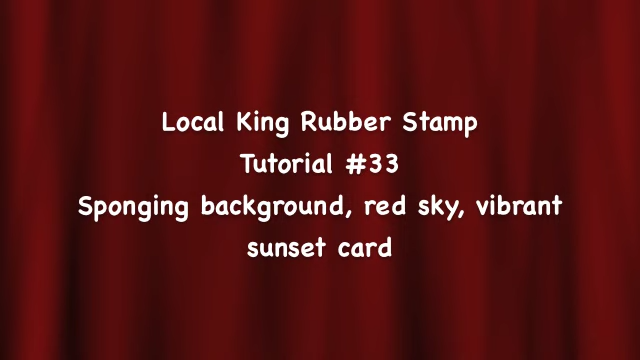 Local King Rubber Stamp
Tutorial #33
Sponging background, red sky, vibrant
sunset card